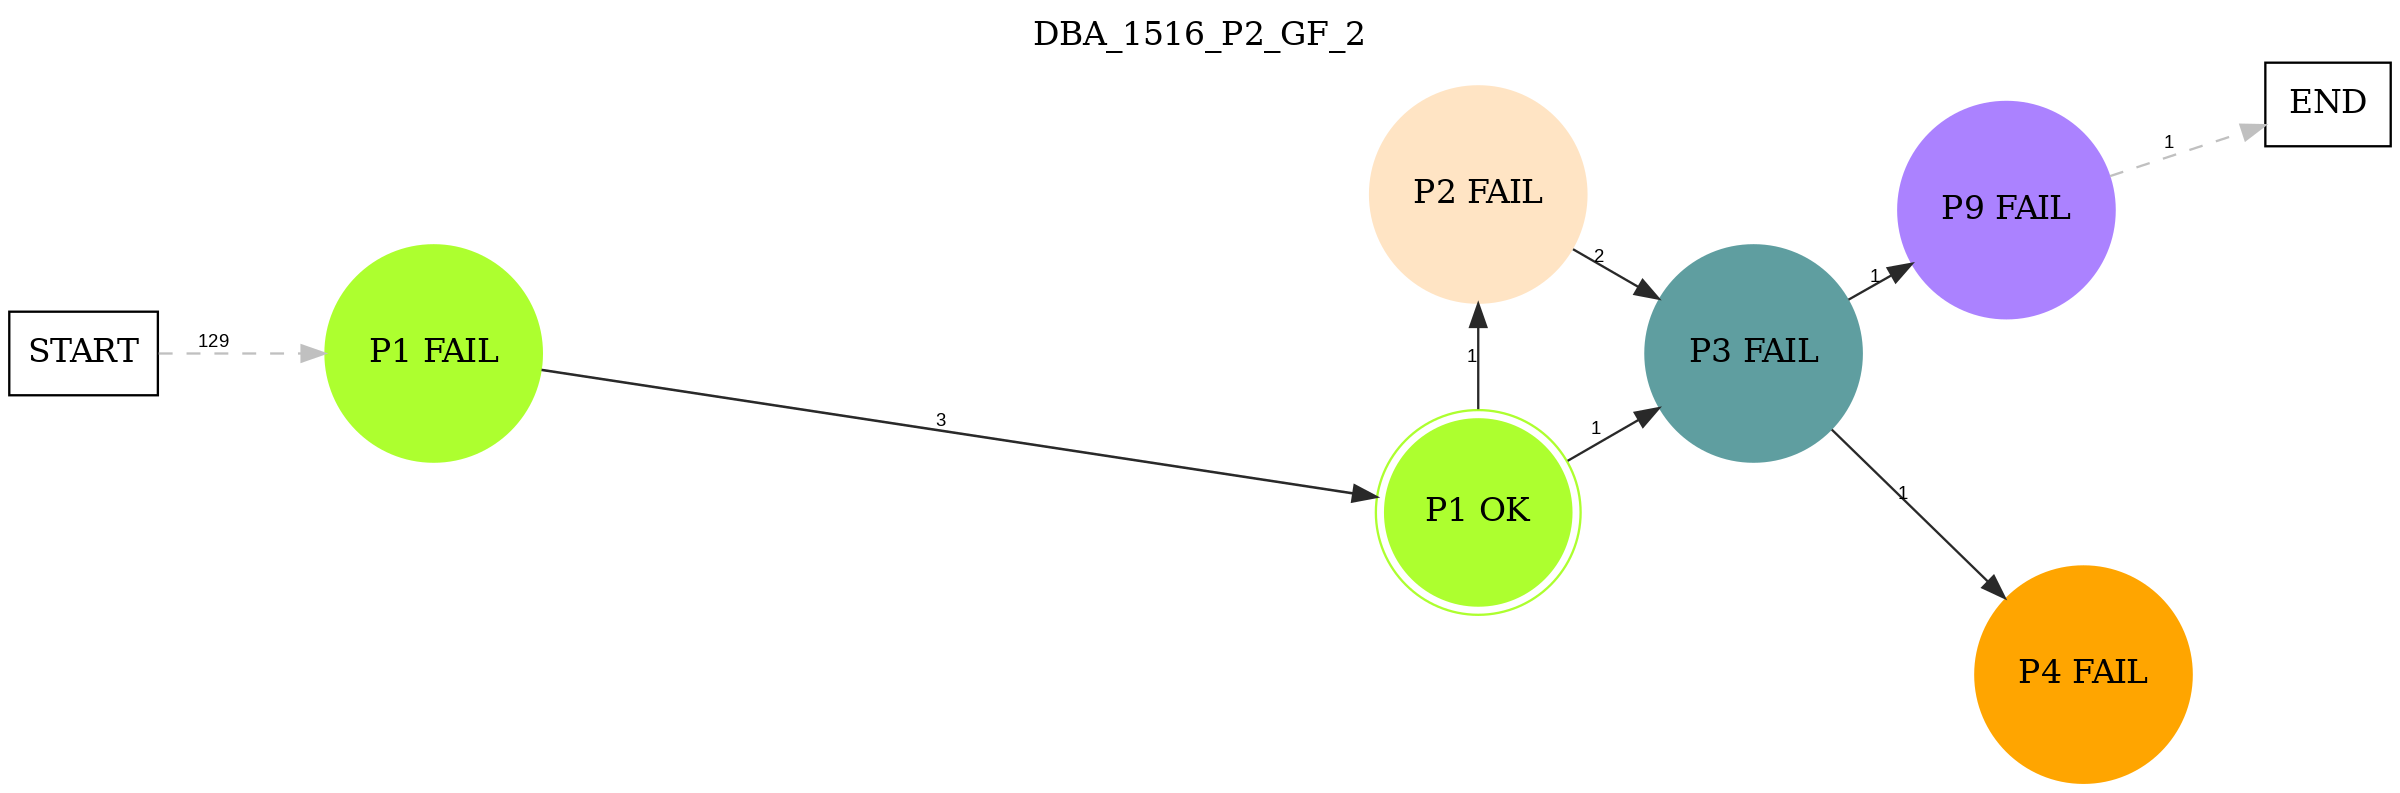 DBA_1516_P2_GF_2
END
1
P2 FAIL
P9 FAIL
2
1
START
129
P1 FAIL
1
P3 FAIL
3
1
P1 OK
1
P4 FAIL